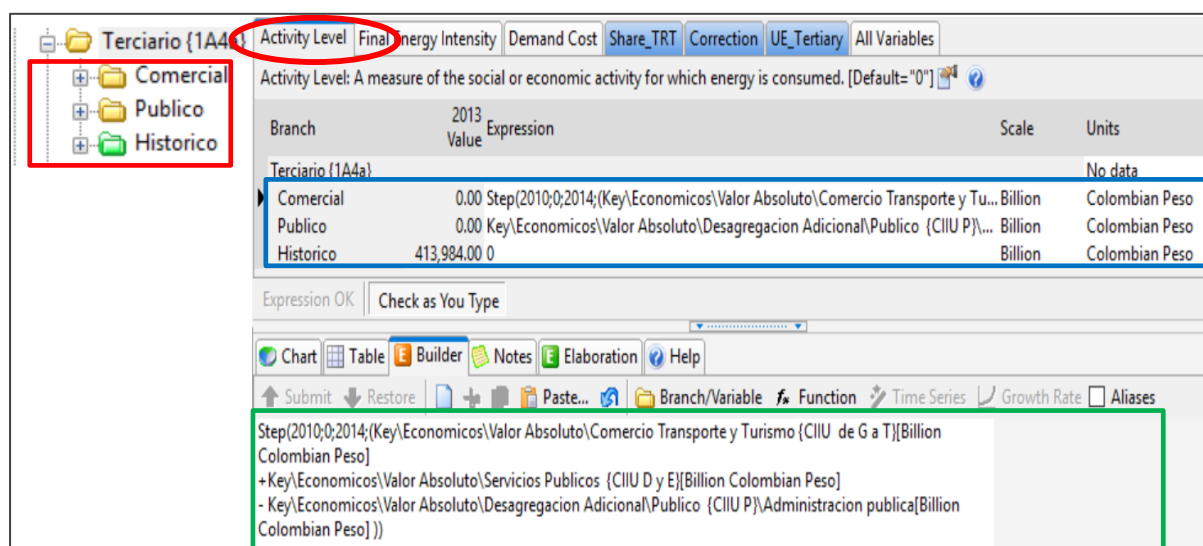 Terciario {1A4a}
Comercial
Publico
Historico
Activity Level Final Energy Intensity Demand Cost Share_TRT Correction UE_Tertiary All Variables
Activity Level: A measure of the social or economic activity for which energy is consumed. [Default="0"]
Branch 2013 Value Expression Scale Units
Terciario {1A4a} No data
Comercial 0.00 Step(2010;0;2014;(Key\Economicos\Valor Absoluto\Comercio Transporte y Tu... Billion Colombian Peso
Publico 0.00 Key\Economicos\Valor Absoluto\Desagregacion Adicional\Publico {CIIU P}\... Billion Colombian Peso
Historico 413,984.00 0 Billion Colombian Peso
Expression OK Check as You Type
Chart Table Builder Notes Elaboration Help
Submit Restore Paste... Branch/Variable fx Function Time Series Growth Rate Aliases
Step(2010;0;2014;(Key\Economicos\Valor Absoluto\Comercio Transporte y Turismo {CIIU de G a T}[Billion
Colombian Peso]
+Key\Economicos\Valor Absoluto\Servicios Publicos {CIIU D y E}[Billion Colombian Peso]
- Key\Economicos\Valor Absoluto\Desagregacion Adicional\Publico {CIIU P}\Administracion publica[Billion
Colombian Peso] ))